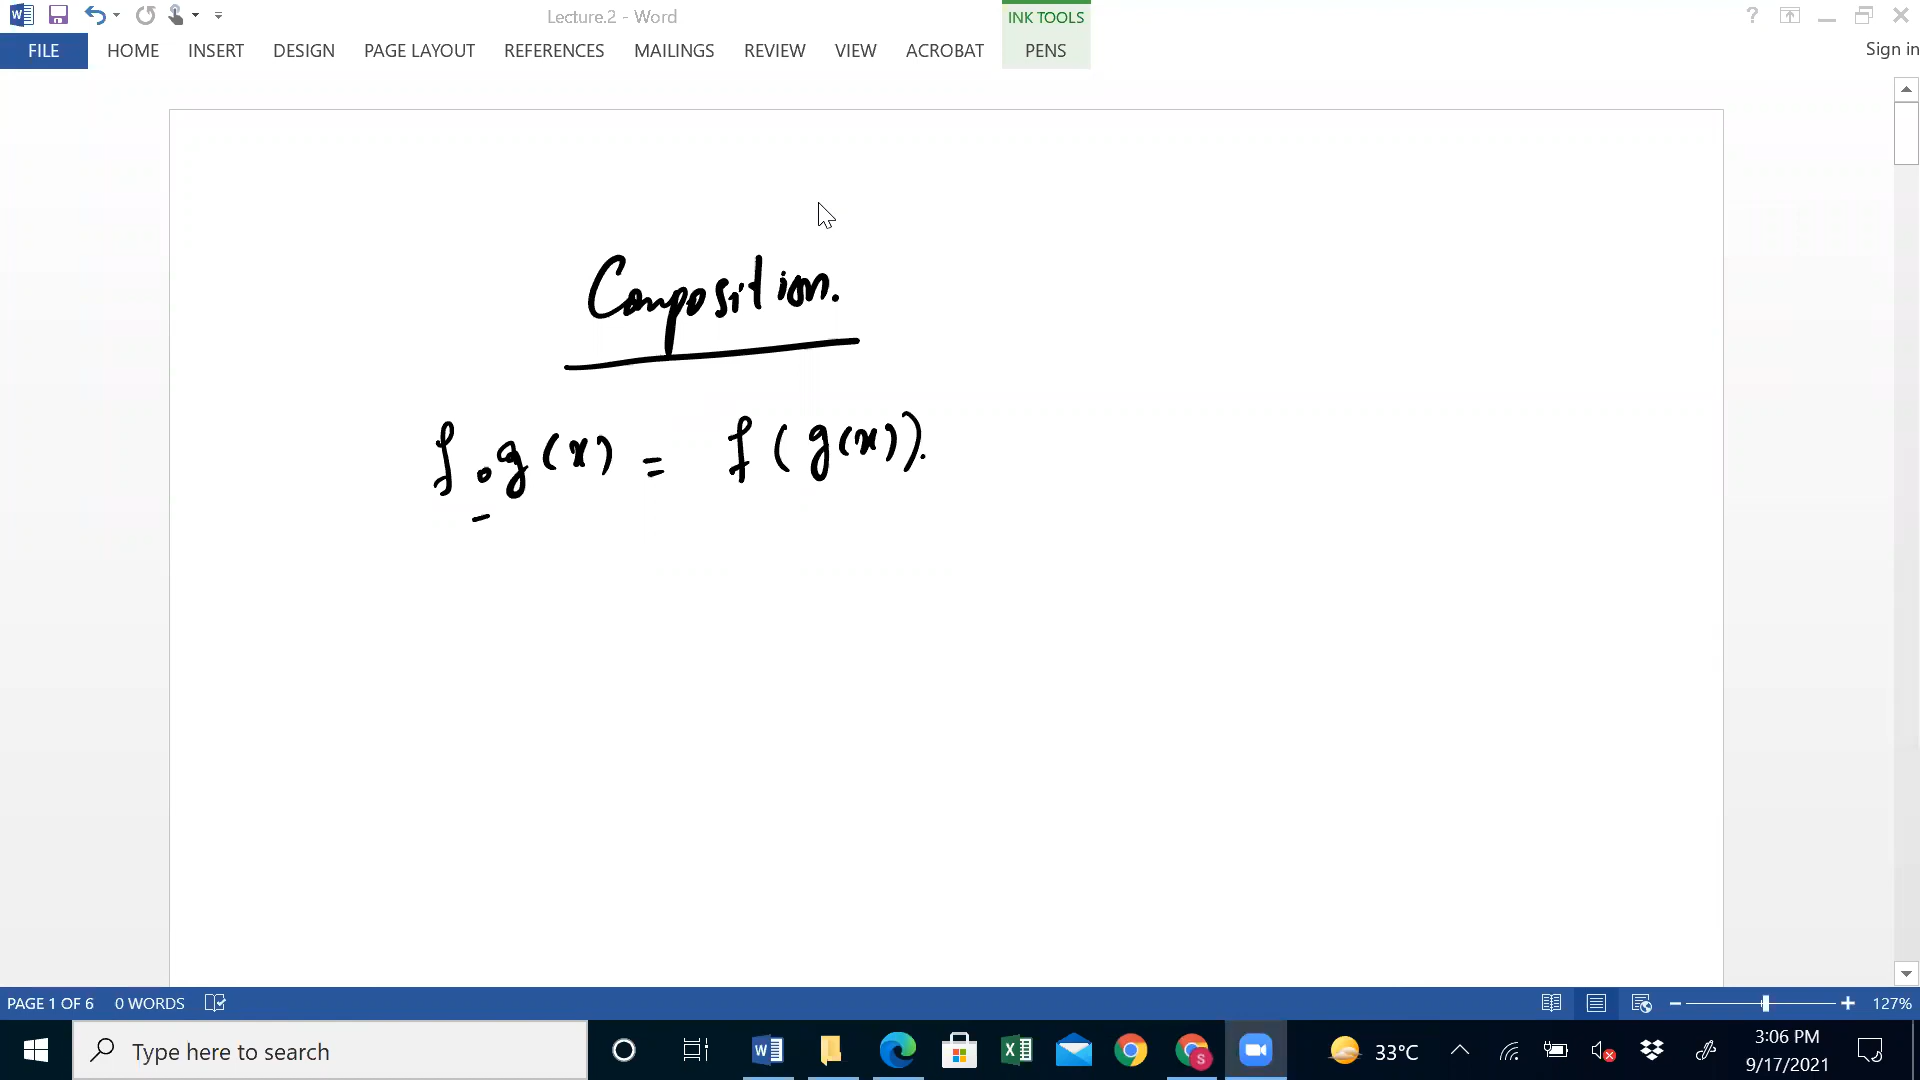 Lecture.2 - Word
INK TOOLS
?
FILE HOME INSERT DESIGN PAGE LAYOUT REFERENCES MAILINGS REVIEW VIEW ACROBAT PENS
Sign in
Composition.
fog(x) = f(g(x)).
PAGE 1 OF 6 0 WORDS 127%
Type here to search
33°C
3:06 PM
9/17/2021